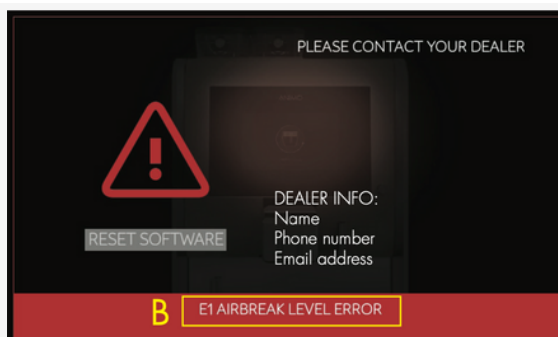 PLEASE CONTACT YOUR DEALER
DEALER INFO:
Name
RESET SOFTWARE
Phone number
Email address
B
E1 AIRBREAK LEVEL ERROR